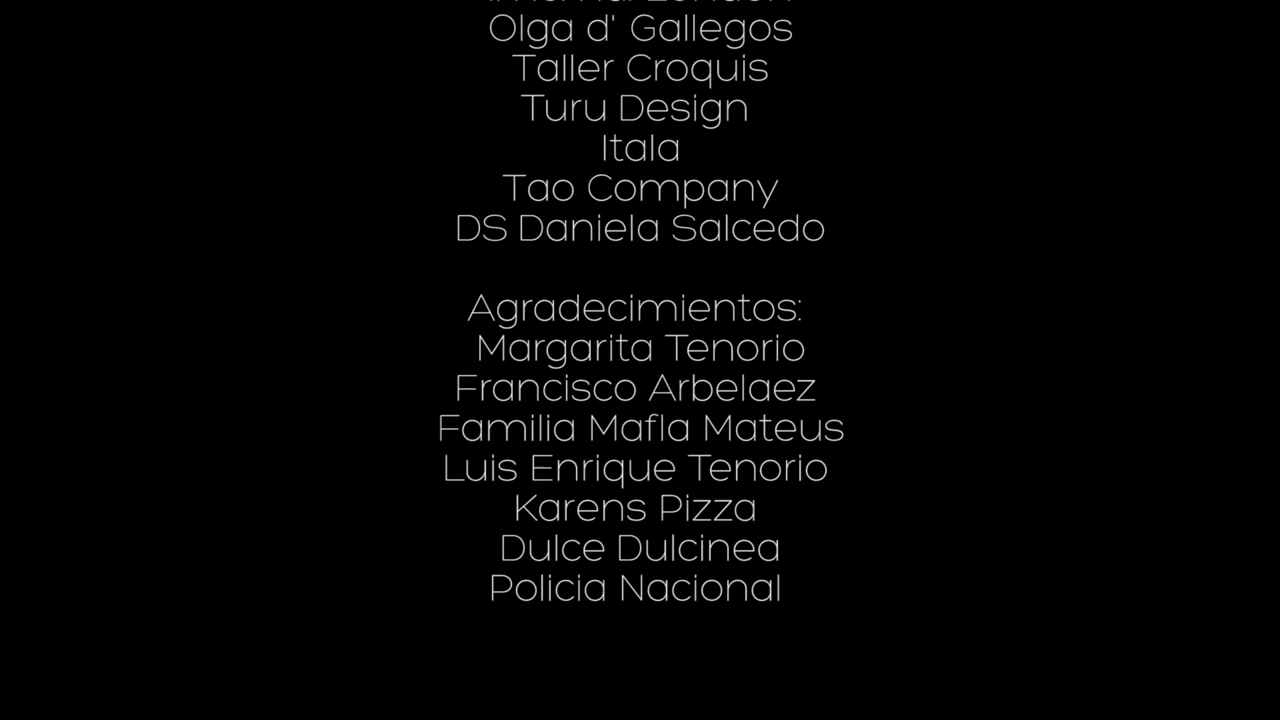 Olga d' Gallegos
Taller Croquis
Turu Design
Itala
Tao Company
DS Daniela Salcedo
Agradecimientos:
Margarita Tenorio
Francisco Arbelaez
Familia Mafla Mateus
Luis Enrique Tenorio
Karens Pizza
Dulce Dulcinea
Policia Nacional